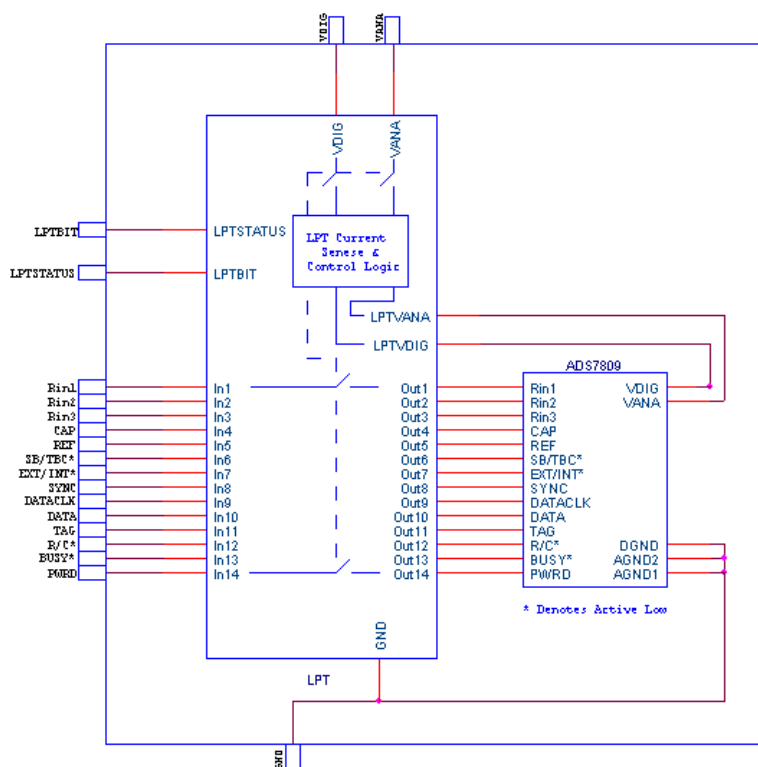 VDIG
VANA
VDIG
VANA
LPTBIT
LPTSTATUS
LPT Current
Senese &
Control Logic
LPTSTATUS
LPTBIT
LPTVANA
LPTVDIG
ADS7809
Rin1 In1 Out1 Rin1 VDIG
Rin2 In2 Out2 Rin2 VANA
Rin3 In3 Out3 Rin3
CAP In4 Out4 CAP
REF In5 Out5 REF
SB/TBC* In6 Out6 SB/TBC*
EXT/INT* In7 Out7 EXT/INT*
SYNC In8 Out8 SYNC
DATACLK In9 Out9 DATACLK
DATA In10 Out10 DATA
TAG In11 Out11 TAG
R/C* In12 Out12 R/C* DGND
BUSY* In13 Out13 BUSY* AGND2
PWRD In14 Out14 PWRD AGND1
* Denotes Active Low
GND
LPT
GND